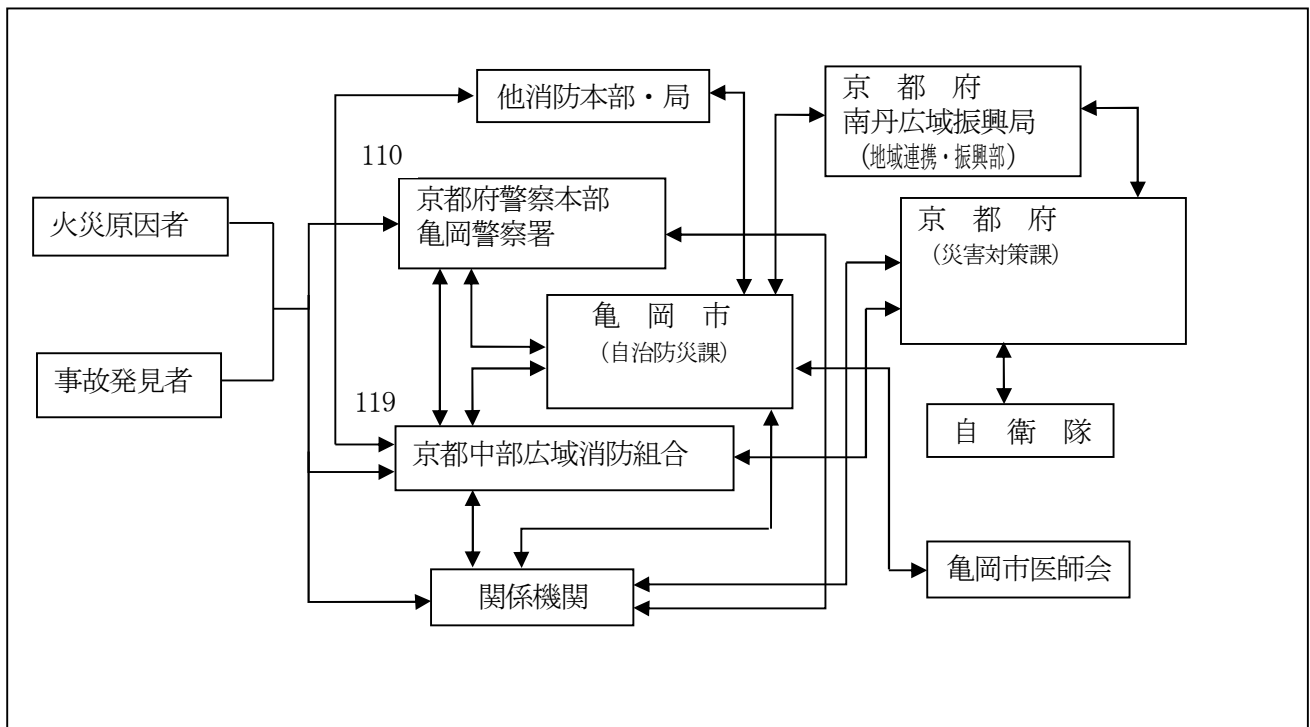 他消防本部・局
京　都　府
南丹広域振興局
（地域連携・振興部）
110
京都府警察本部
亀岡警察署
火災原因者
京　都　府
（災害対策課）
亀　岡　市
（自治防災課）
事故発見者
119
自　衛　隊
京都中部広域消防組合
亀岡市医師会
関係機関